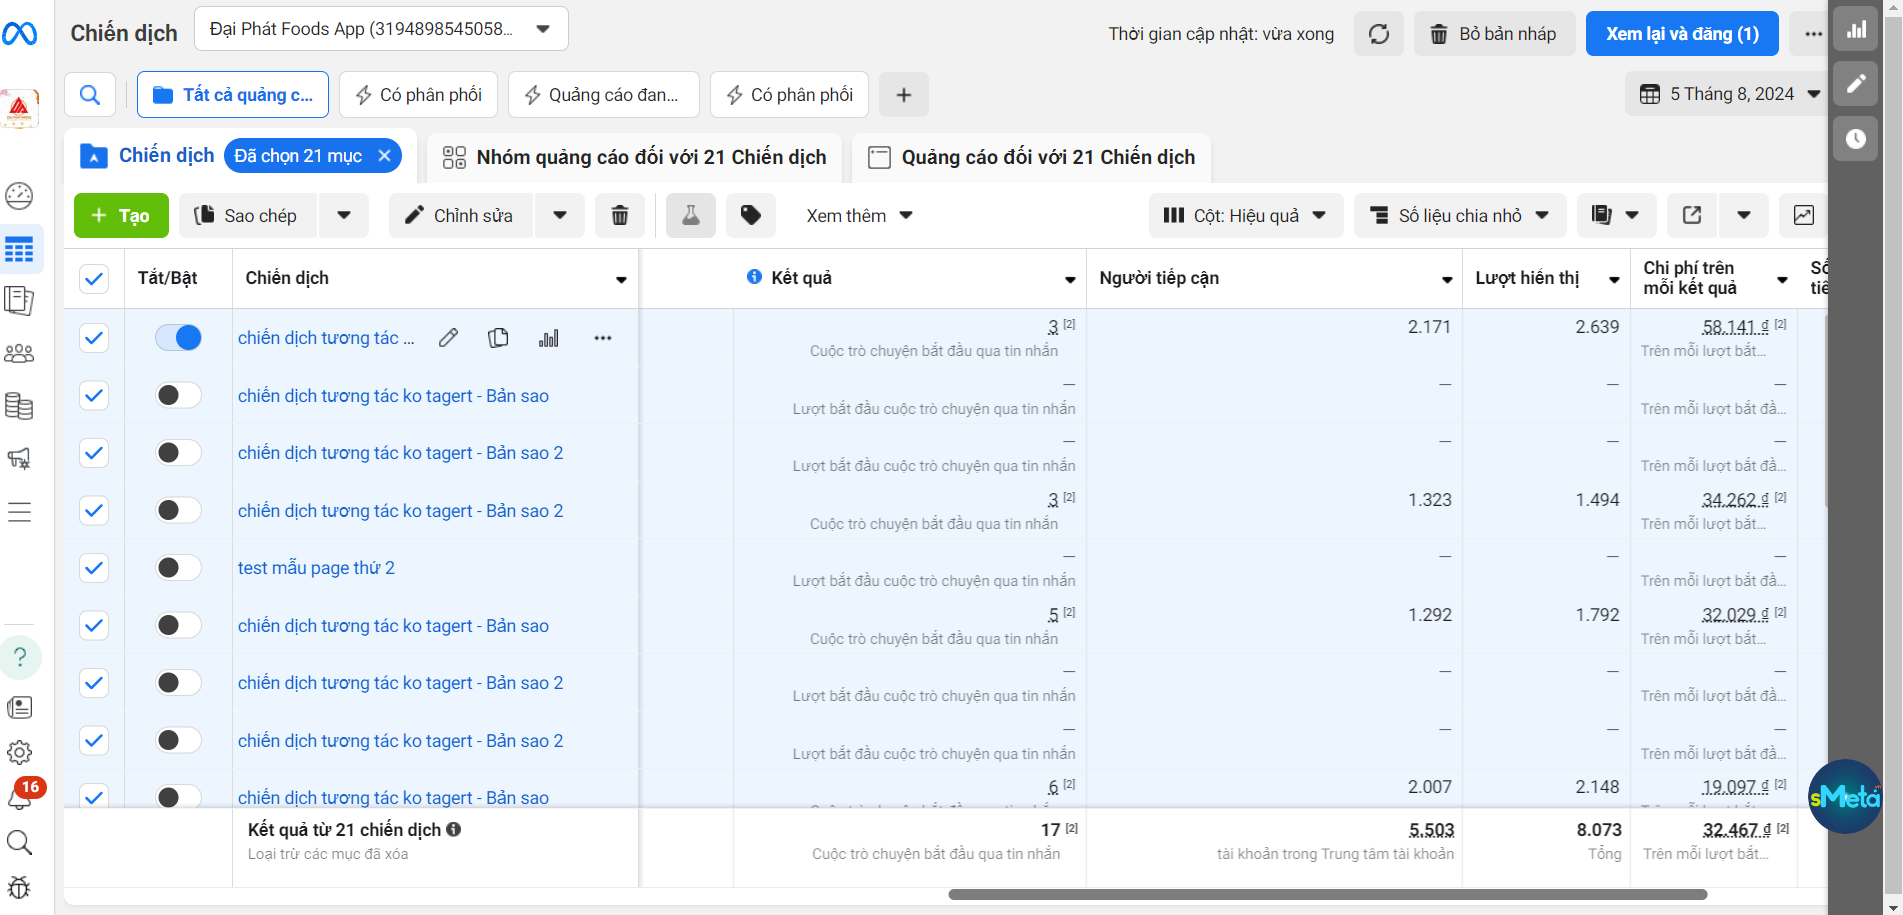 Chiến dịch
Đại Phát Foods App (3194898545058...
Thời gian cập nhật: vừa xong
Bỏ bản nháp
Xem lại và đăng (1)
Tất cả quảng c...
Có phân phối
Quảng cáo đan...
Có phân phối
5 Tháng 8, 2024
Chiến dịch
Đã chọn 21 mục
Nhóm quảng cáo đối với 21 Chiến dịch
Quảng cáo đối với 21 Chiến dịch
+ Tạo
Sao chép
Chỉnh sửa
Xem thêm
Cột: Hiệu quả
Số liệu chia nhỏ
Tắt/Bật
Chiến dịch
Kết quả
Người tiếp cận
Lượt hiển thị
Chi phí trên
mỗi kết quả
Số
tiề
chiến dịch tương tác ...
3 [2]
2.171
2.639
58.141 ₫ [2]
Cuộc trò chuyện bắt đầu qua tin nhắn
Trên mỗi lượt bắt...
chiến dịch tương tác ko tagert - Bản sao
—
—
—
—
Lượt bắt đầu cuộc trò chuyện qua tin nhắn
Trên mỗi lượt bắt đầ...
chiến dịch tương tác ko tagert - Bản sao 2
—
—
—
—
Lượt bắt đầu cuộc trò chuyện qua tin nhắn
Trên mỗi lượt bắt đầ...
chiến dịch tương tác ko tagert - Bản sao 2
3 [2]
1.323
1.494
34.262 ₫ [2]
Cuộc trò chuyện bắt đầu qua tin nhắn
Trên mỗi lượt bắt...
test mẫu page thứ 2
—
—
—
—
Lượt bắt đầu cuộc trò chuyện qua tin nhắn
Trên mỗi lượt bắt đầ...
chiến dịch tương tác ko tagert - Bản sao
5 [2]
1.292
1.792
32.029 ₫ [2]
Cuộc trò chuyện bắt đầu qua tin nhắn
Trên mỗi lượt bắt...
chiến dịch tương tác ko tagert - Bản sao 2
—
—
—
—
Lượt bắt đầu cuộc trò chuyện qua tin nhắn
Trên mỗi lượt bắt đầ...
chiến dịch tương tác ko tagert - Bản sao 2
—
—
—
—
Lượt bắt đầu cuộc trò chuyện qua tin nhắn
Trên mỗi lượt bắt đầ...
chiến dịch tương tác ko tagert - Bản sao
6 [2]
2.007
2.148
19.097 ₫ [2]
Kết quả từ 21 chiến dịch
17 [2]
5.503
8.073
32.467 ₫ [2]
Loại trừ các mục đã xóa
Cuộc trò chuyện bắt đầu qua tin nhắn
tài khoản trong Trung tâm tài khoản
Tổng
Trên mỗi lượt bắt...
16
sMeta